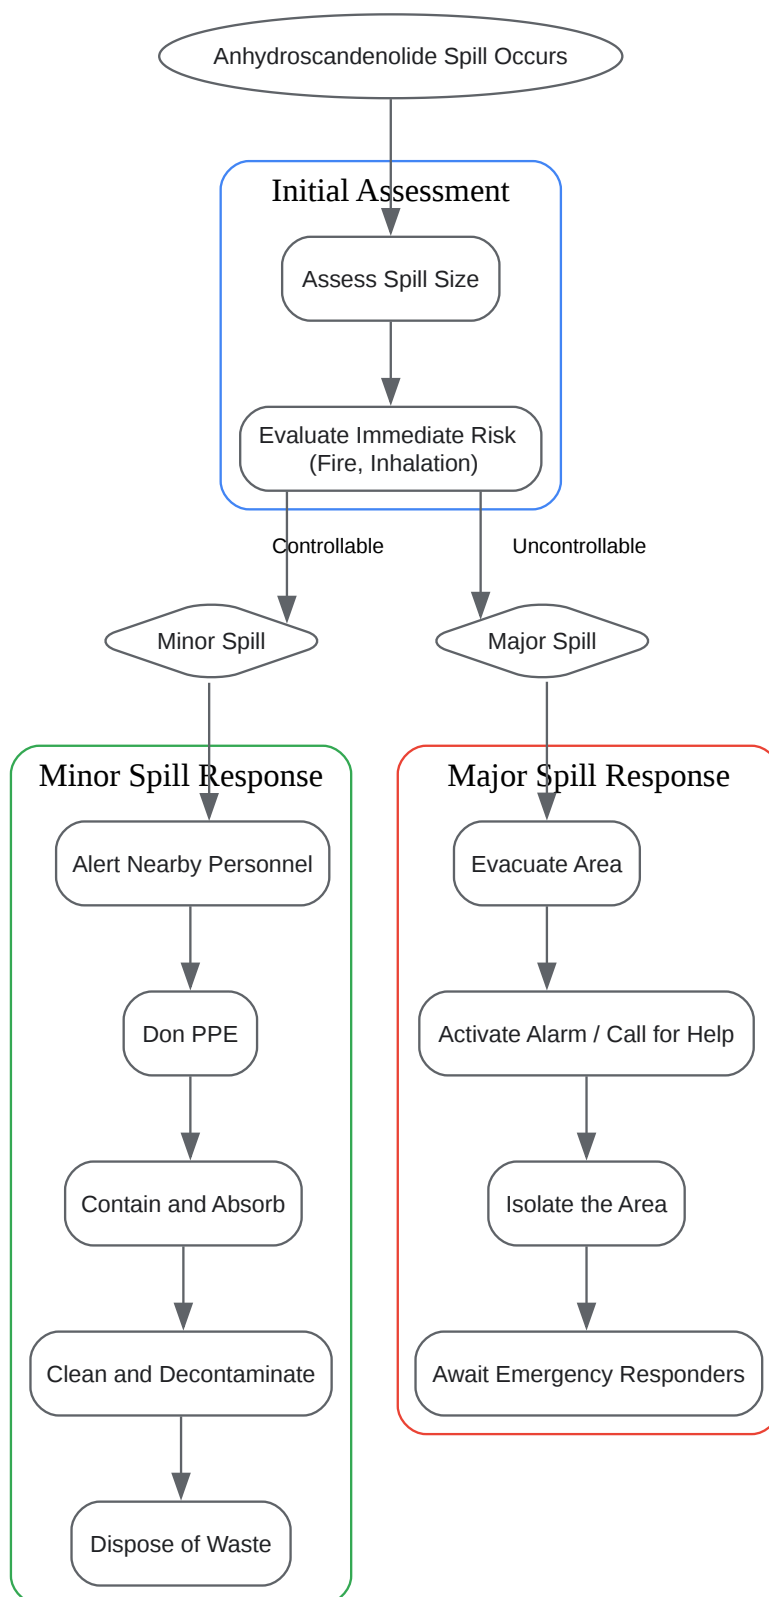 Anhydroscandenolide Spill Occurs
Initial Assessment
Assess Spill Size
Evaluate Immediate Risk
(Fire, Inhalation)
Controllable
Uncontrollable
Minor Spill
Major Spill
Minor Spill Response
Alert Nearby Personnel
Don PPE
Contain and Absorb
Clean and Decontaminate
Dispose of Waste
Major Spill Response
Evacuate Area
Activate Alarm / Call for Help
Isolate the Area
Await Emergency Responders